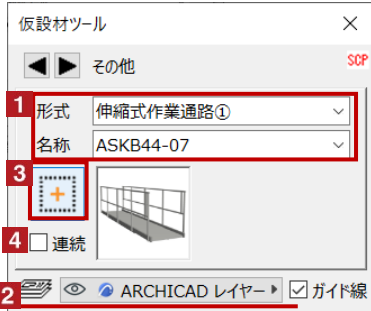 仮設材ツール
その他
SCP
1
形式 伸縮式作業通路①
名称 ASKB44-07
3
4
連続
2
ARCHICAD レイヤー
ガイド線